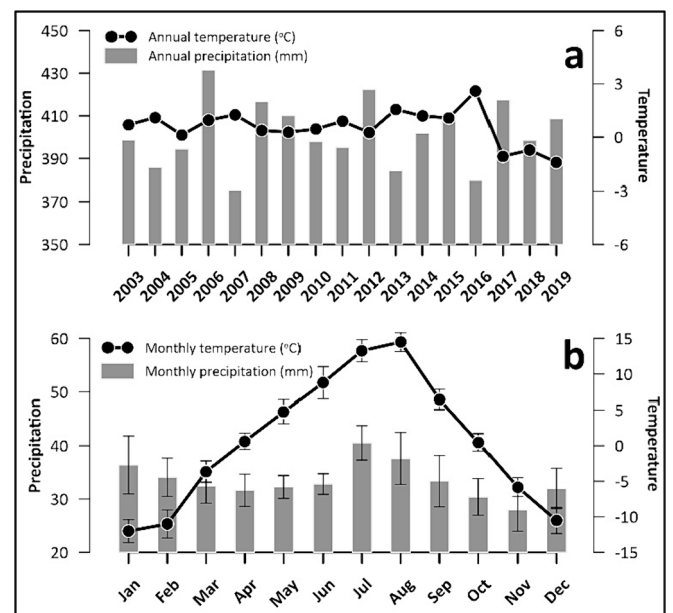 450
430
410
390
370
350
Precipitation
Annual temperature (°C)
Annual precipitation (mm)
a
6
3
0
-3
-6
Temperature
2003 2004 2005 2006 2007 2008 2009 2010 2011 2012 2013 2014 2015 2016 2017 2018 2019
60
50
40
30
20
Precipitation
Monthly temperature (°C)
Monthly precipitation (mm)
b
15
10
5
0
-5
-10
-15
Temperature
Jan Feb Mar Apr May Jun Jul Aug Sep Oct Nov Dec